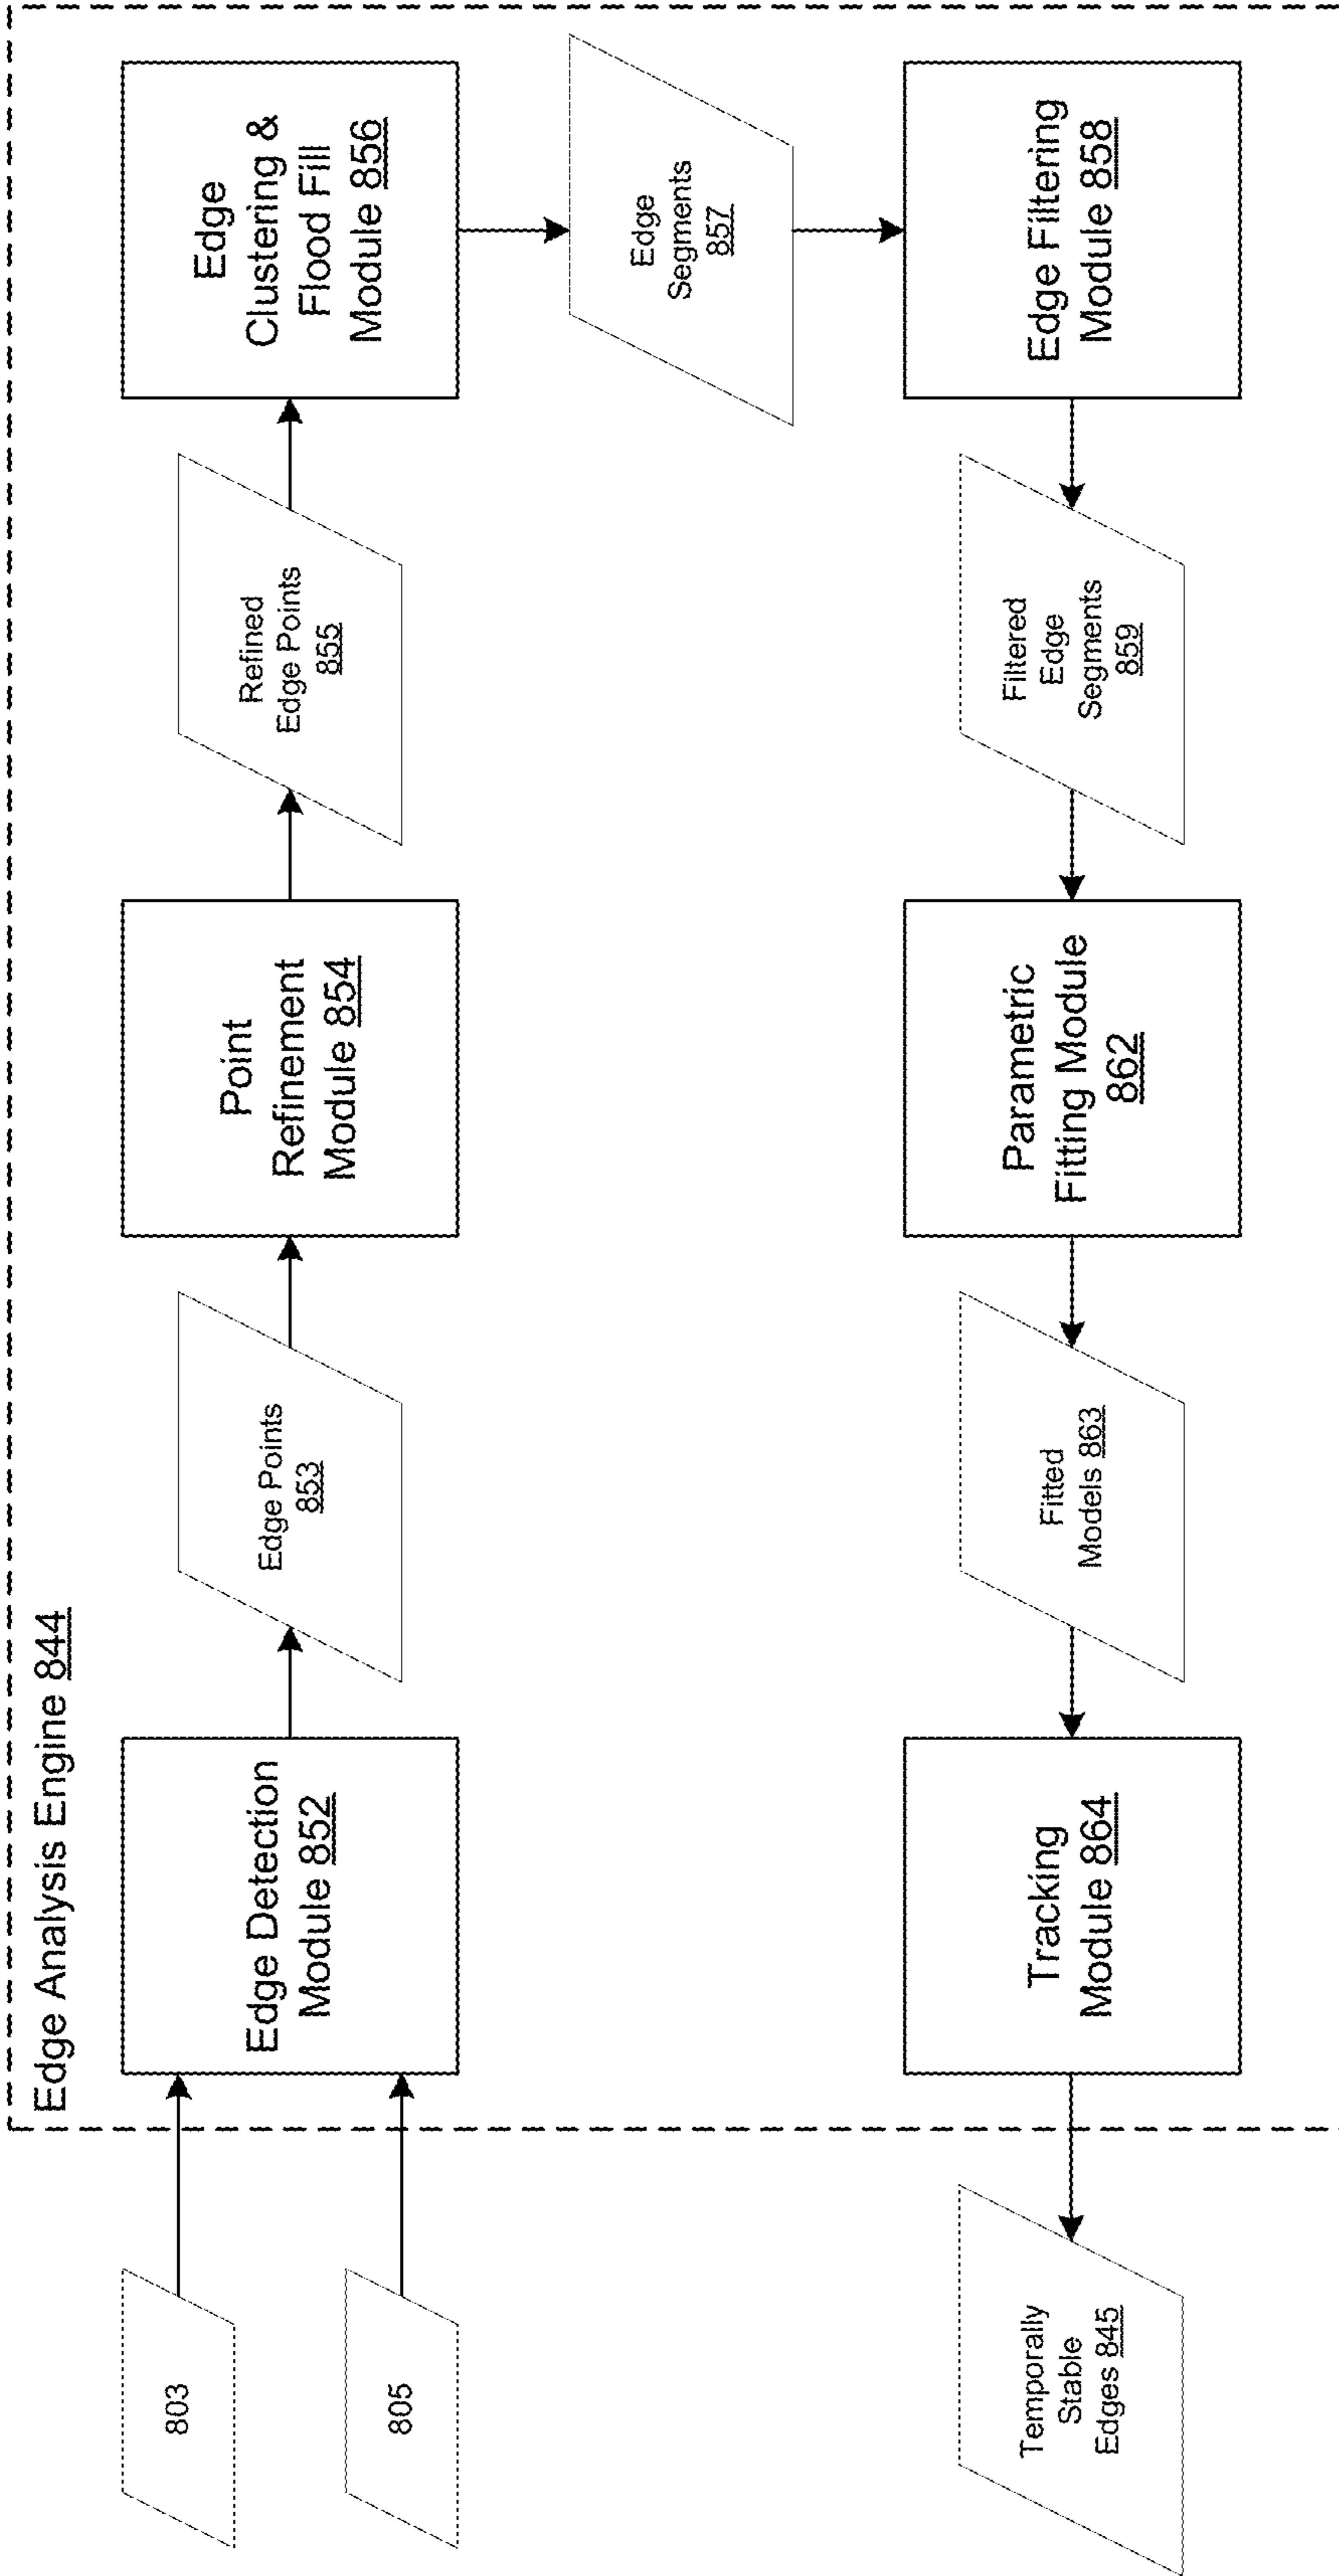 Edge Analysis Engine 844
803
805
Edge Detection
Module 852
Edge Points
853
Point
Refinement
Module 854
Refined
Edge Points
855
Edge
Clustering &
Flood Fill
Module 856
Edge
Segments
857
Edge Filtering
Module 858
Filtered
Edge
Segments
859
Parametric
Fitting Module
862
Fitted
Models 863
Tracking
Module 864
Temporally
Stable
Edges 845